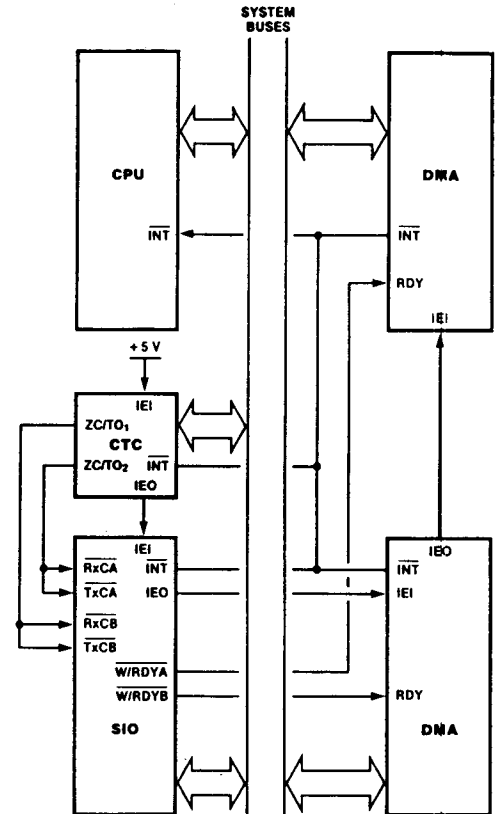 SYSTEM
BUSES
CPU
INT
DMA
INT
RDY
IEI
+ 5 V
IEI
ZC/TO1
CTC
ZC/TO2
INT
IEO
IEI
RxCA
INT
TxCA
IEO
RxCB
TxCB
W/RDYA
W/RDYB
SIO
IEO
INT
IEI
RDY
DMA